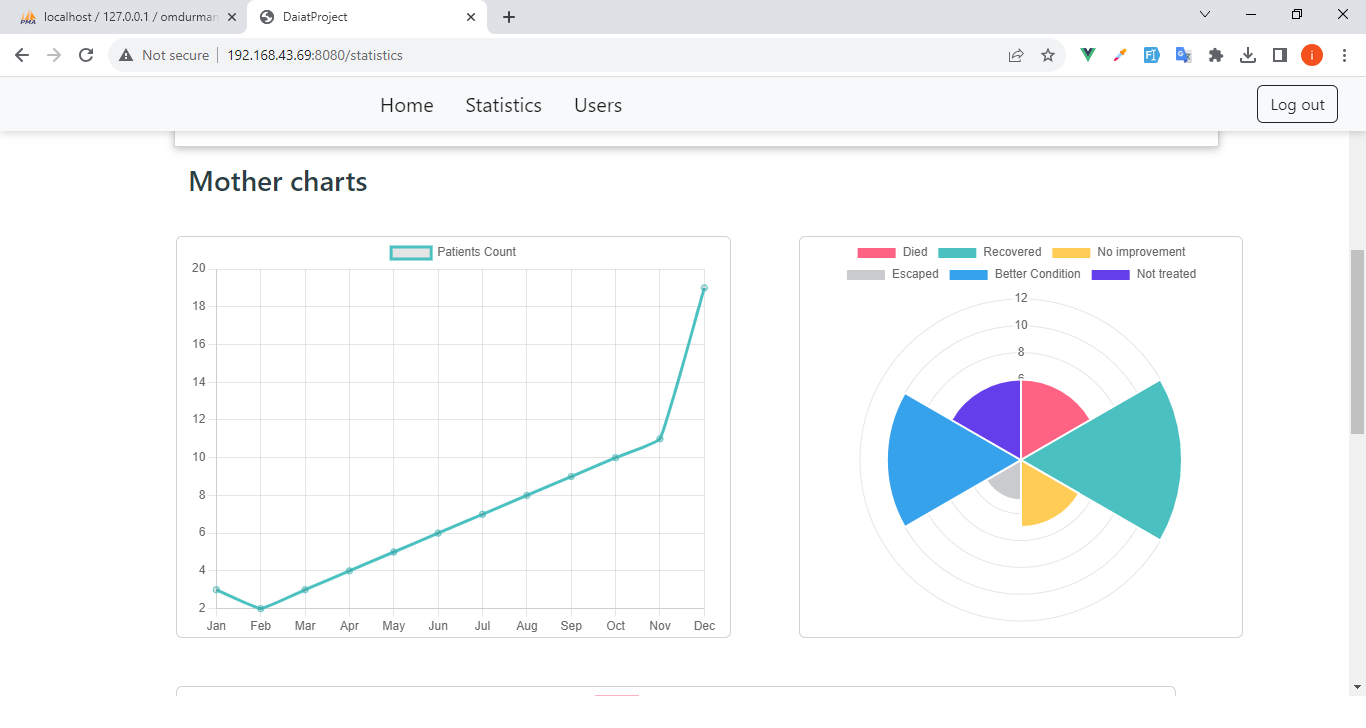 localhost / 127.0.0.1 / omdurman
DaiatProject
Not secure 192.168.43.69:8080/statistics
Home Statistics Users Log out
Mother charts
Patients Count
20
18
16
14
12
10
8
6
4
2
Jan Feb Mar Apr May Jun Jul Aug Sep Oct Nov Dec
Died Recovered No improvement
Escaped Better Condition Not treated
12
10
8
6